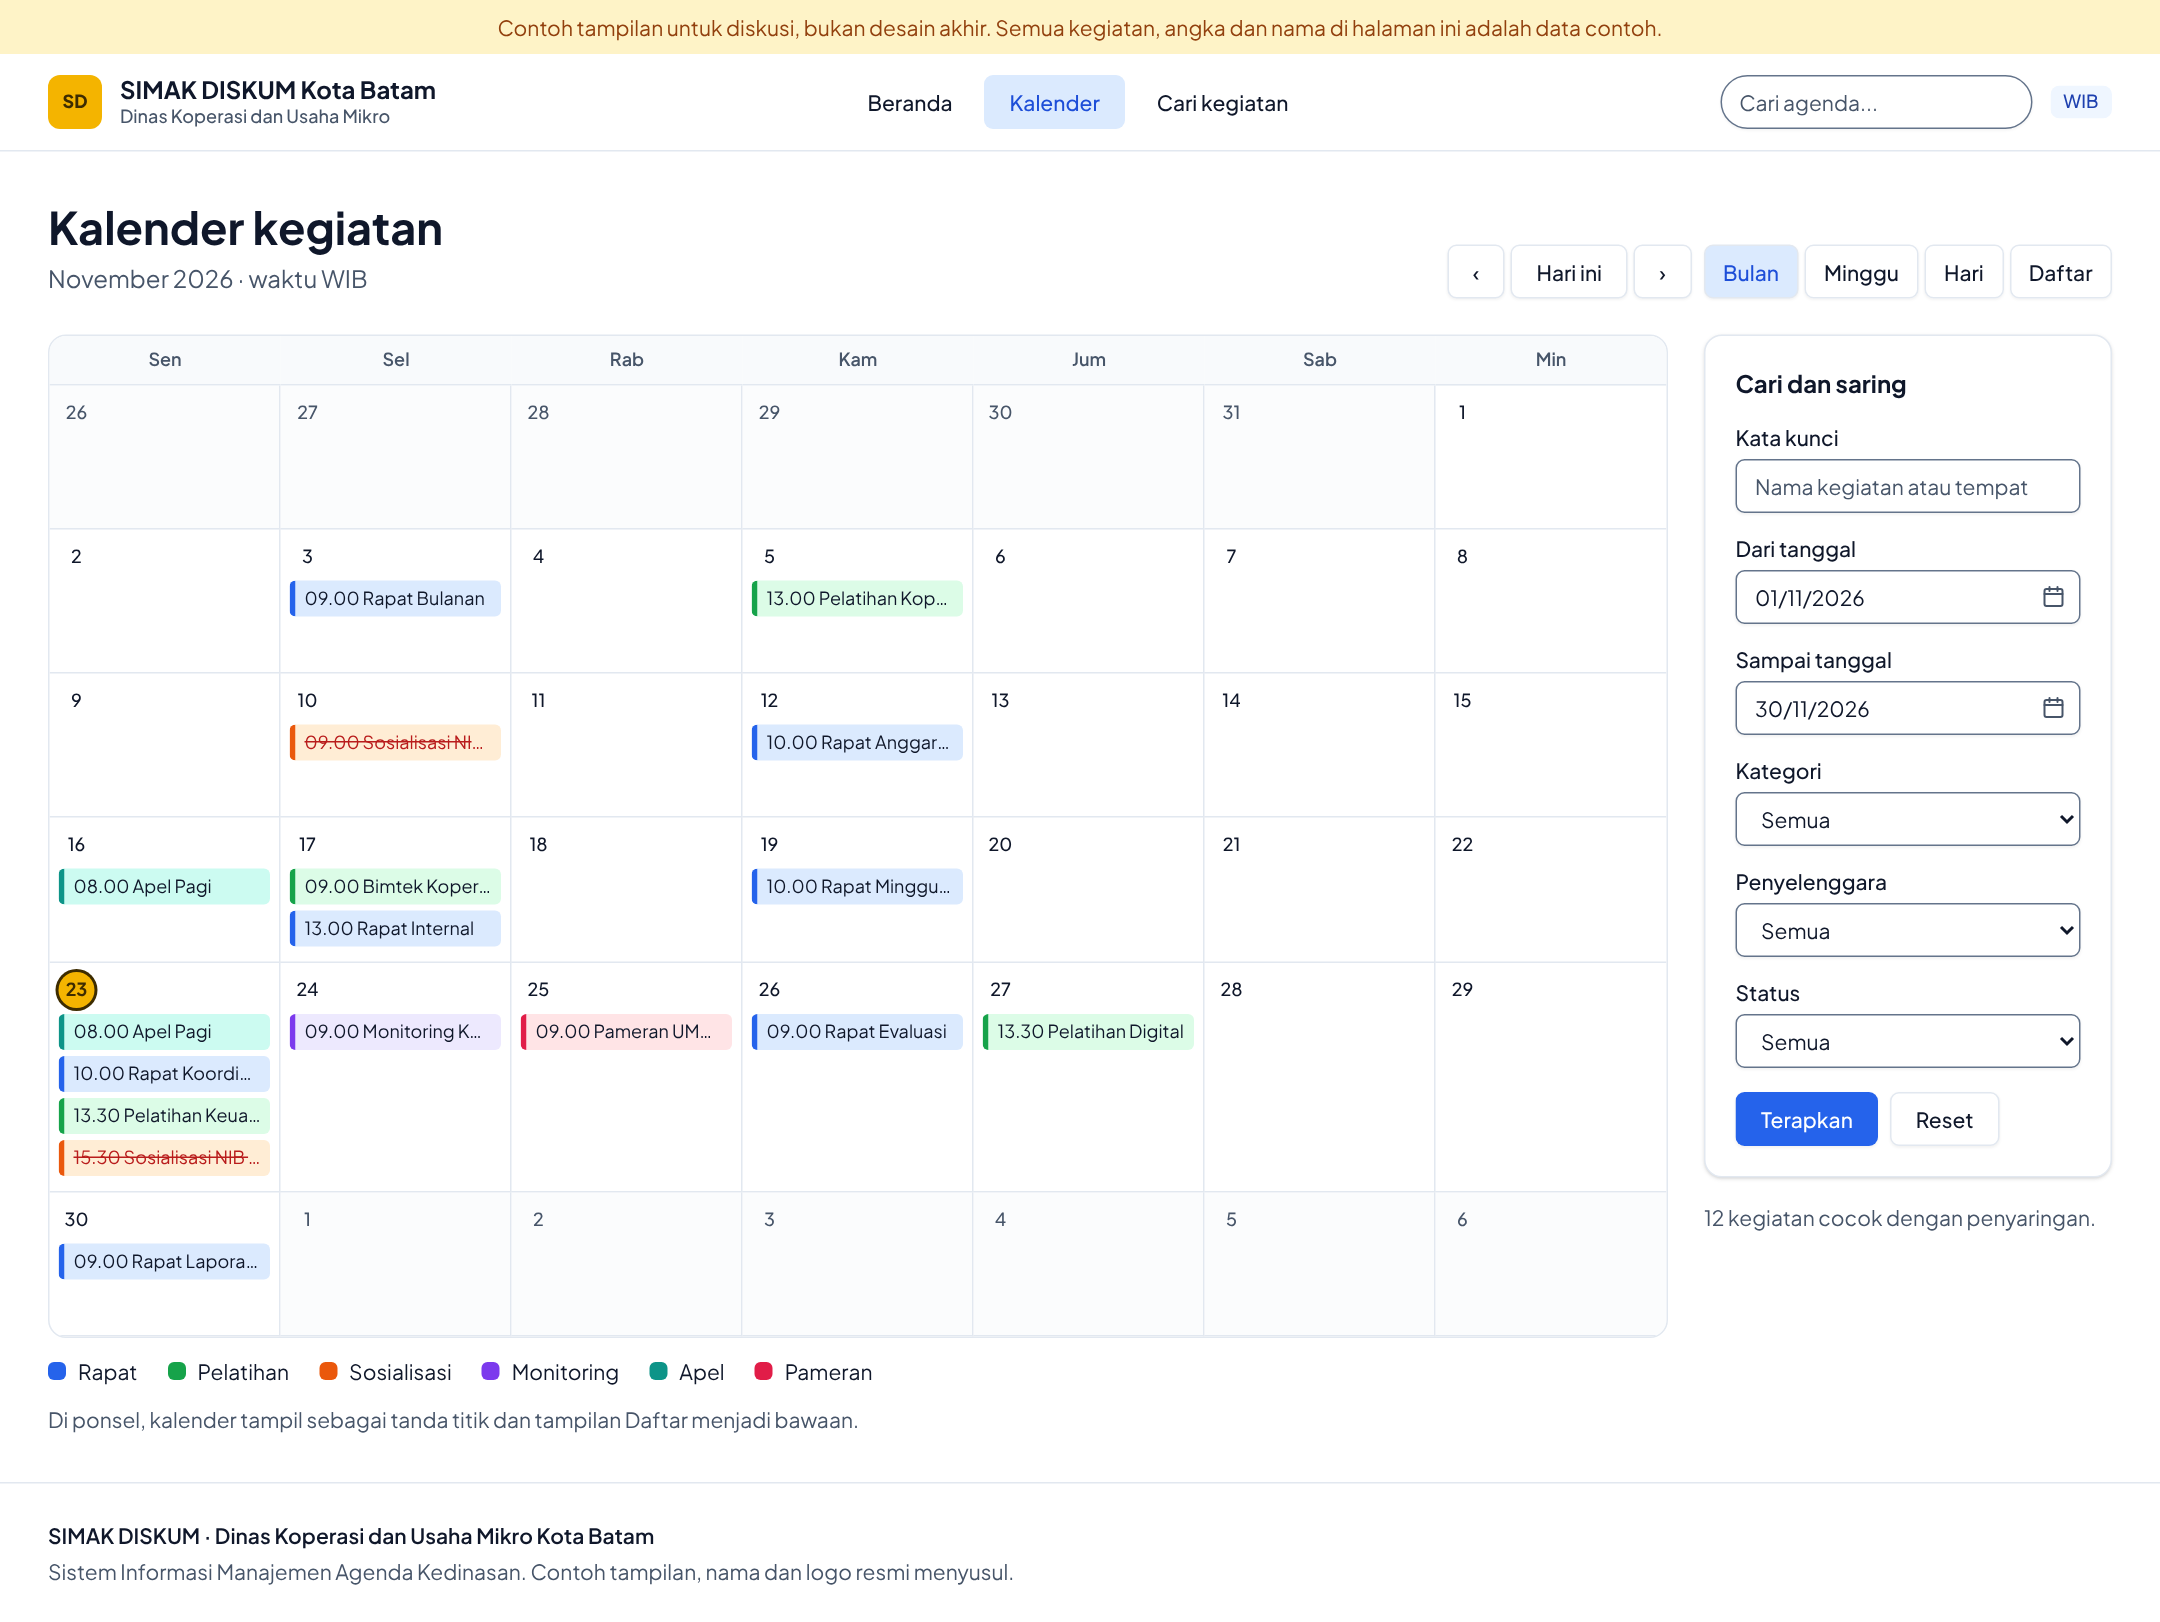 Contoh tampilan untuk diskusi, bukan desain akhir. Semua kegiatan, angka dan nama di halaman ini adalah data contoh.
SD
SIMAK DISKUM Kota Batam
Dinas Koperasi dan Usaha Mikro
Beranda
Kalender
Cari kegiatan
Cari agenda...
WIB
Kalender kegiatan
November 2026 · waktu WIB
‹
Hari ini
›
Bulan
Minggu
Hari
Daftar
Sen Sel Rab Kam Jum Sab Min
26 27 28 29 30 31 1
2 3 4 5 6 7 8
09.00 Rapat Bulanan
13.00 Pelatihan Kop...
9 10 11 12 13 14 15
09.00 Sosialisasi NI...
10.00 Rapat Anggar...
16 17 18 19 20 21 22
08.00 Apel Pagi
09.00 Bimtek Koper...
10.00 Rapat Minggu...
13.00 Rapat Internal
23 24 25 26 27 28 29
08.00 Apel Pagi
09.00 Monitoring K...
09.00 Pameran UM...
09.00 Rapat Evaluasi
13.30 Pelatihan Digital
10.00 Rapat Koordi...
13.30 Pelatihan Keua...
15.30 Sosialisasi NIB ...
30 1 2 3 4 5 6
09.00 Rapat Lapora...
Rapat
Pelatihan
Sosialisasi
Monitoring
Apel
Pameran
Di ponsel, kalender tampil sebagai tanda titik dan tampilan Daftar menjadi bawaan.
Cari dan saring
Kata kunci
Nama kegiatan atau tempat
Dari tanggal
01/11/2026
Sampai tanggal
30/11/2026
Kategori
Semua
Penyelenggara
Semua
Status
Semua
Terapkan
Reset
12 kegiatan cocok dengan penyaringan.
SIMAK DISKUM · Dinas Koperasi dan Usaha Mikro Kota Batam
Sistem Informasi Manajemen Agenda Kedinasan. Contoh tampilan, nama dan logo resmi menyusul.